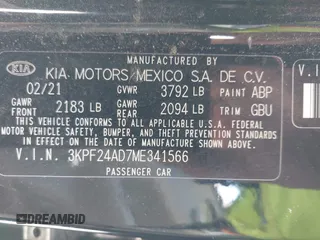 MANUFACTURED BY
KIA KIA MOTORS MEXICO S.A. DE C.V.
02/21 GVWR 3792 LB PAINT ABP
GAWR FRONT 2183 LB GAWR REAR 2094 LB TRIM GBU
THIS VEHICLE CONFORMS TO ALL APPLICABLE U.S. FEDERAL
MOTOR VEHICLE SAFETY, BUMPER, AND THEFT PREVENTION
STANDARDS IN EFFECT ON THE DATE OF
MANUFACTURE SHOWN ABOVE.
V.I.N. 3KPF24AD7ME341566
PASSENGER CAR
V.I